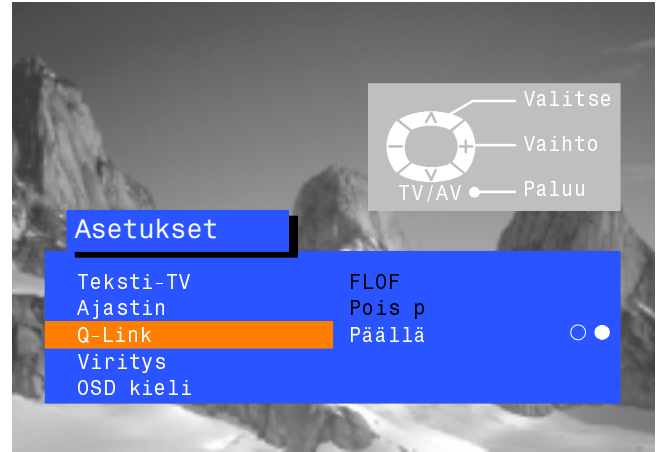 Valitse
Vaihto
TV/AV Paluu
Asetukset
Teksti-TV FLOF
Ajastin Pois p
Q-Link Päällä
Viritys
OSD kieli